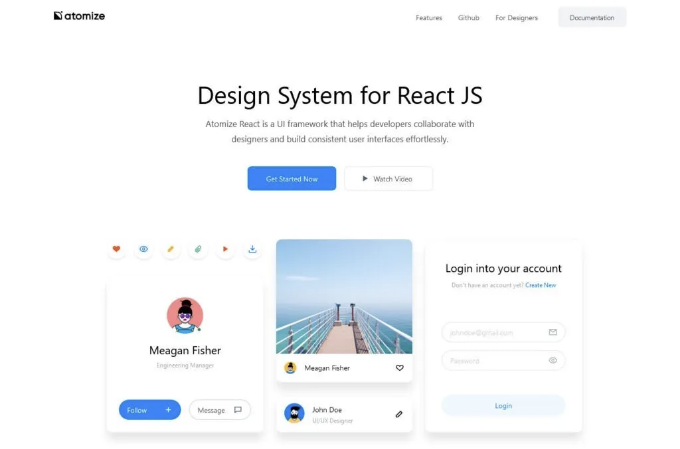 atomize
Features
Github
For Designers
Documentation
Design System for React JS
Atomize React is a UI framework that helps developers collaborate with
designers and build consistent user interfaces effortlessly.
Get Started Now
Watch Video
Meagan Fisher
Engineering Manager
Follow
Message
Meagan Fisher
John Doe
UI/UX Designer
Login into your account
Don't have an account yet? Create New
johndoe@gmail.com
Password
Login